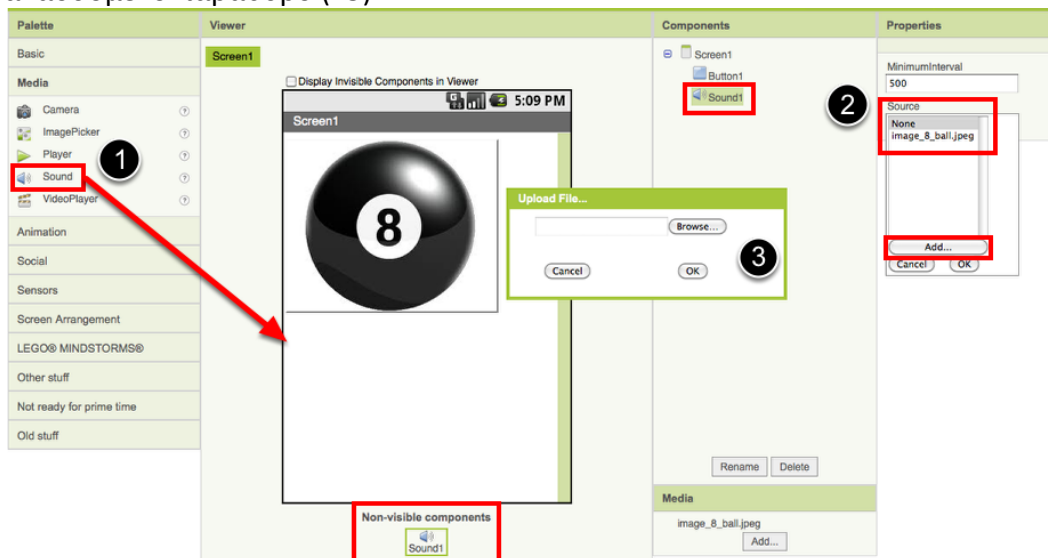 Palette
Basic
Media
Camera
ImagePicker
Player
Sound
VideoPlayer
Animation
Social
Sensors
Screen Arrangement
LEGO® MINDSTORMS®
Other stuff
Not ready for prime time
Old stuff
1
Viewer
Screen1
Display Invisible Components in Viewer
5:09 PM
Screen1
8
Upload File...
Browse...
Cancel
OK
3
Non-visible components
Sound1
Components
Screen1
Button1
Sound1
Rename
Delete
Media
image_8_ball.jpeg
Add...
Properties
MinimumInterval
500
Source
None
image_8_ball.jpeg
Add...
Cancel
OK
2